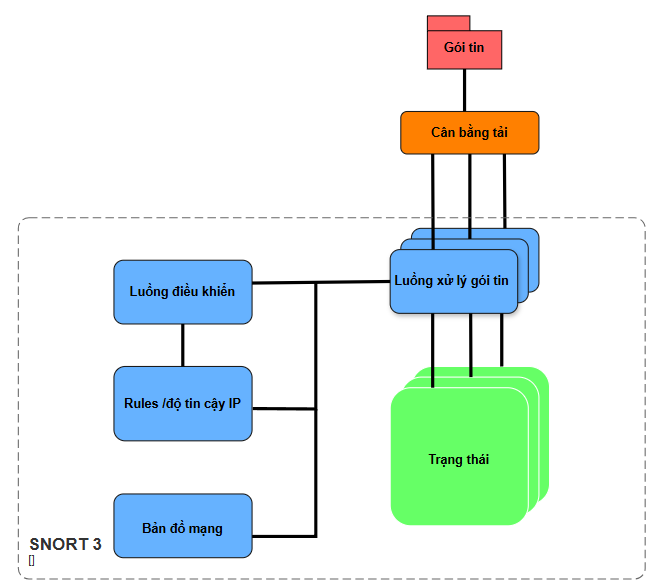 Gói tin
Cân bằng tải
Luồng xử lý gói tin
Luồng điều khiển
Rules /độ tin cậy IP
Trạng thái
Bản đồ mạng
SNORT 3
[]